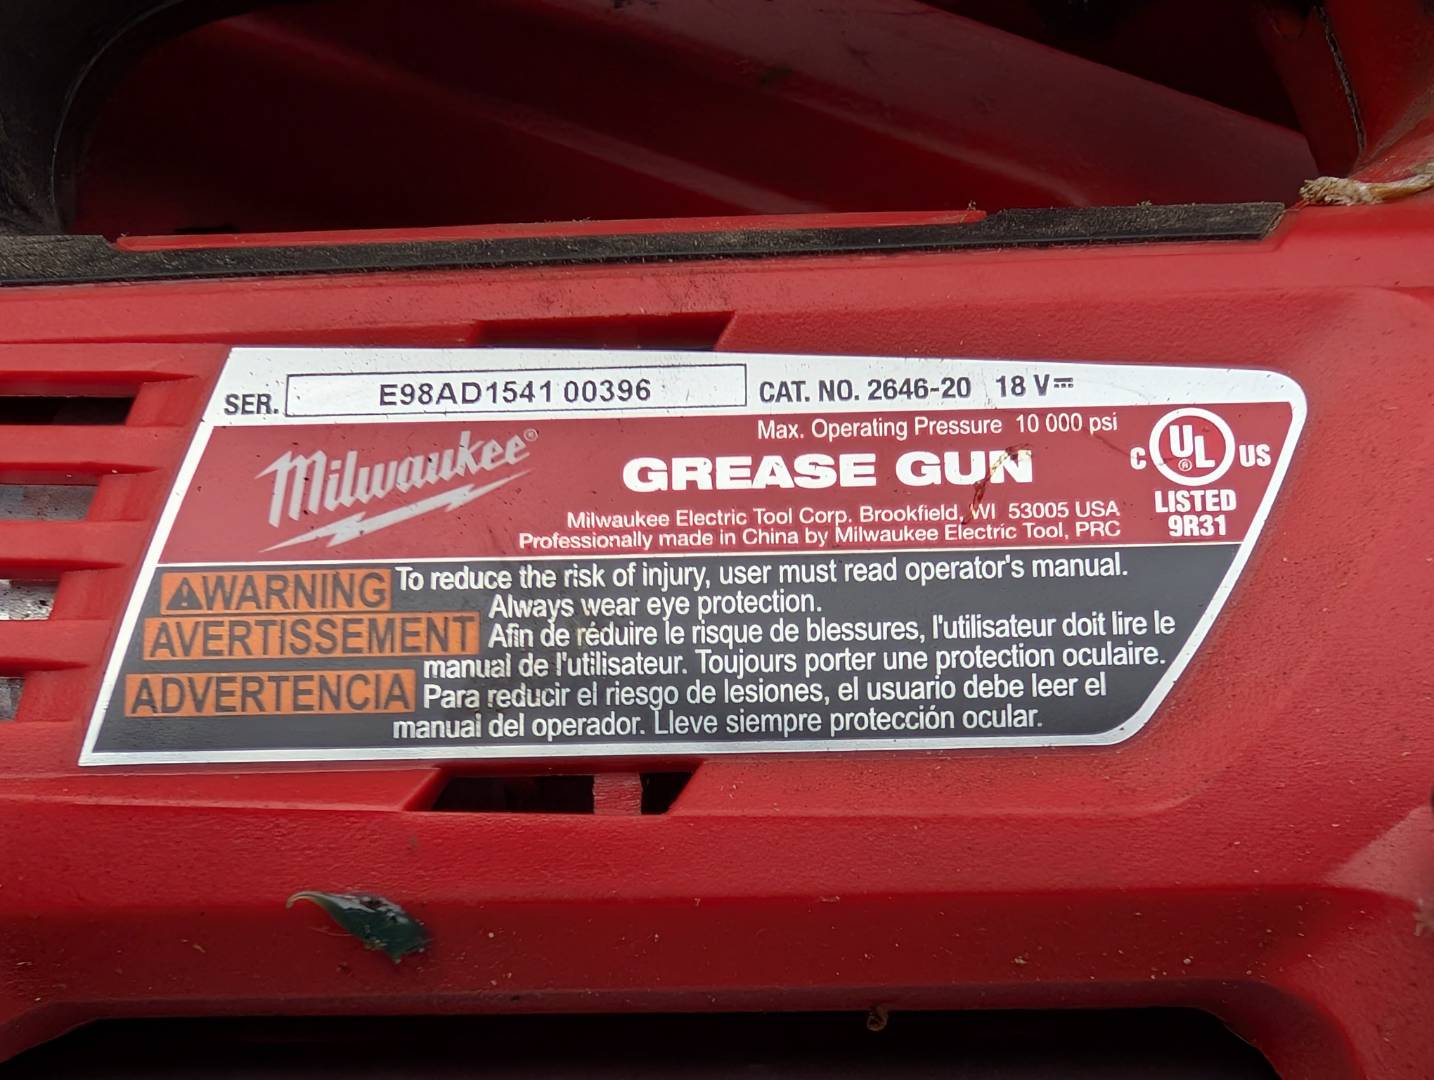 SER. E98AD1541 00396 CAT. NO. 2646-20 18 V⎓
Max. Operating Pressure 10 000 psi
Milwaukee®
GREASE GUN
C UL® US
LISTED
9R31
Milwaukee Electric Tool Corp. Brookfield, WI 53005 USA
Professionally made in China by Milwaukee Electric Tool, PRC
⚠WARNING To reduce the risk of injury, user must read operator's manual.
Always wear eye protection.
AVERTISSEMENT Afin de réduire le risque de blessures, l'utilisateur doit lire le
manual de l'utilisateur. Toujours porter une protection oculaire.
ADVERTENCIA Para reducir el riesgo de lesiones, el usuario debe leer el
manual del operador. Lleve siempre protección ocular.